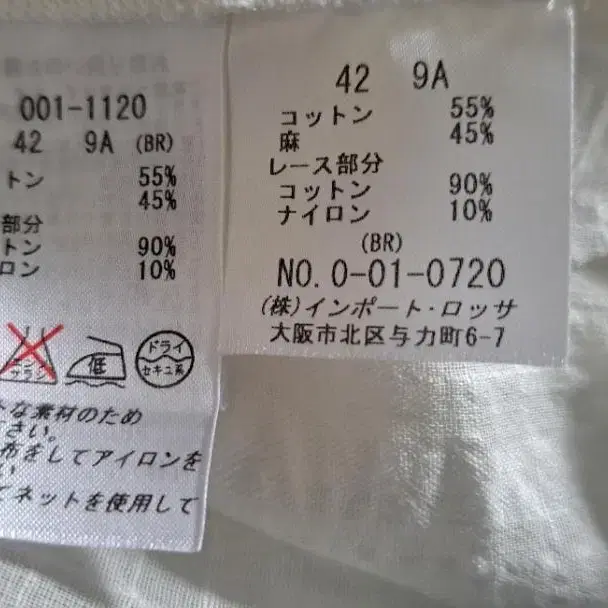 001-1120
42 9A (BR)
トン 55%
45%
部分
トン 90%
ロン 10%
低
ドライ
セキユ系
な素材のため
さい。
布をしてアイロンを
てネットを使用して
42 9A
コットン 55%
麻 45%
レース部分
コットン 90%
ナイロン 10%
(BR)
NO. 0-01-0720
(株)インポート・ロッサ
大阪市北区与力町6-7